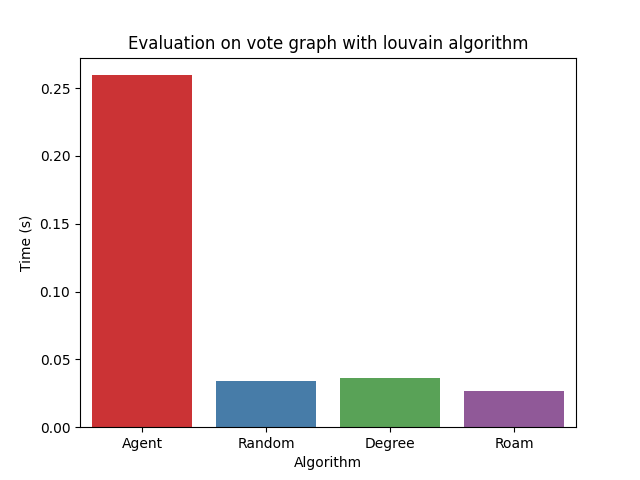 Evaluation on vote graph with louvain algorithm
0.25
0.20
0.15
0.10
0.05
0.00
Time (s)
Agent Random Degree Roam
Algorithm